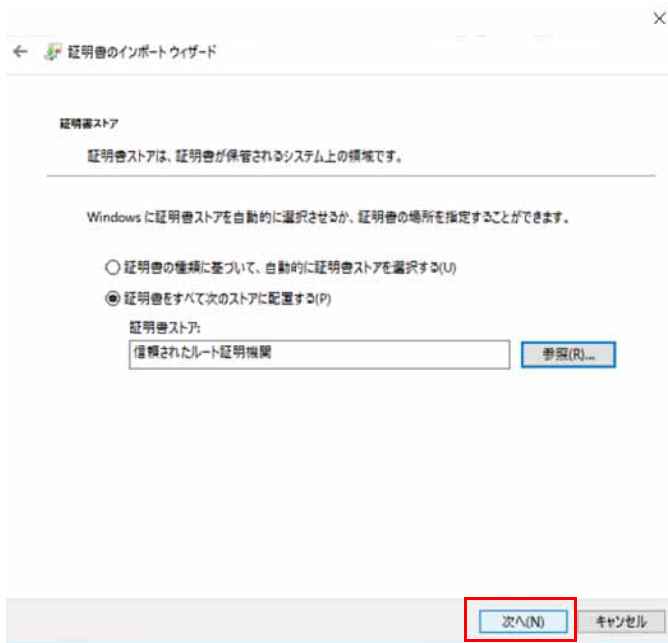 証明書のインポート ウィザード
証明書ストア
証明書ストアは、証明書が保管されるシステム上の領域です。
Windows に証明書ストアを自動的に選択させるか、証明書の場所を指定することができます。
証明書の種類に基づいて、自動的に証明書ストアを選択する(U)
証明書をすべて次のストアに配置する(P)
証明書ストア:
信頼されたルート証明機関
参照(R)...
次へ(N)
キャンセル